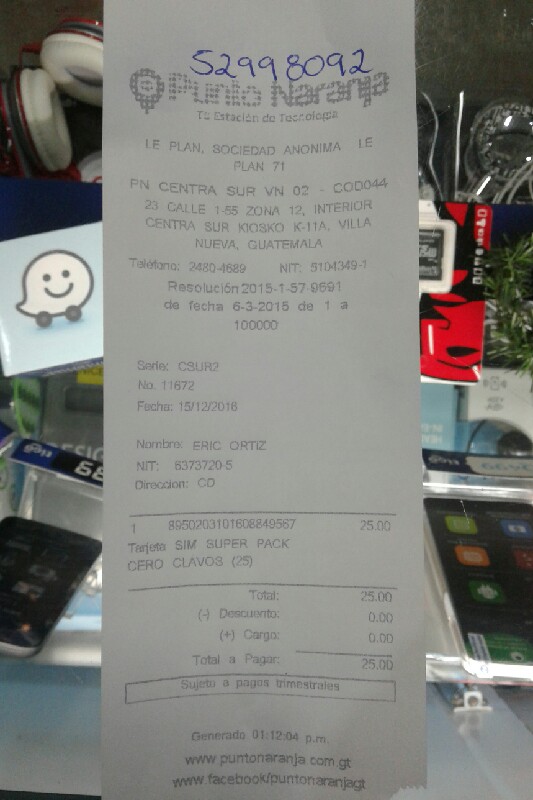 52998092
Punto Naranja
Tu Estación de Tecnología
LE PLAN, SOCIEDAD ANONIMA LE
PLAN 71
PN CENTRA SUR VN 02 - COD044
23 CALLE 1-55 ZONA 12, INTERIOR
CENTRA SUR KIOSKO K-11A, VILLA
NUEVA, GUATEMALA
Teléfono: 2480-4689 NIT: 5104349-1
Resolución 2015-1-57-9691
de fecha 6-3-2015 de 1 a
100000
Serie: CSUR2
No. 11672
Fecha: 15/12/2016
Nombre: ERIC ORTIZ
NIT: 6373720-5
Direccion: CO
1 8950203101608849567 25.00
Tarjeta SIM SUPER PACK
CERO CLAVOS (25)
Total: 25.00
(-) Descuento: 0.00
(+) Cargo: 0.00
Total a Pagar: 25.00
Sujeto a pagos trimestrales
Generado 01:12:04 p.m.
www.puntonaranja.com.gt
www.facebook/puntonaranjagt